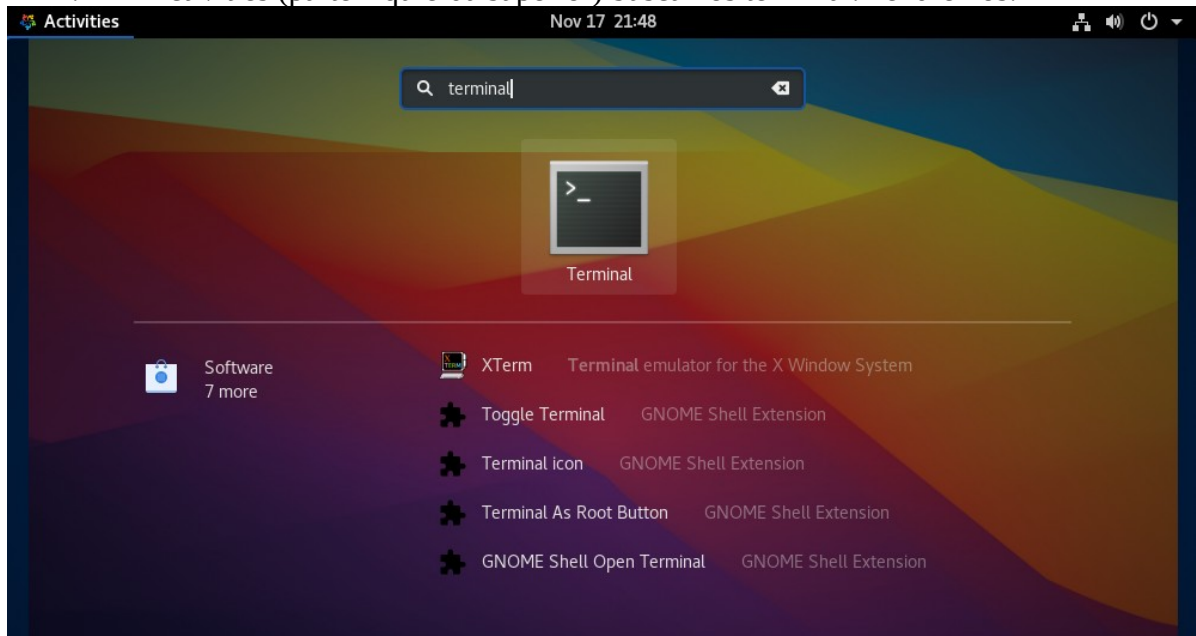 Activities
Nov 17 21:48
terminal
>_
Terminal
Software
7 more
XTerm Terminal emulator for the X Window System
Toggle Terminal GNOME Shell Extension
Terminal icon GNOME Shell Extension
Terminal As Root Button GNOME Shell Extension
GNOME Shell Open Terminal GNOME Shell Extension